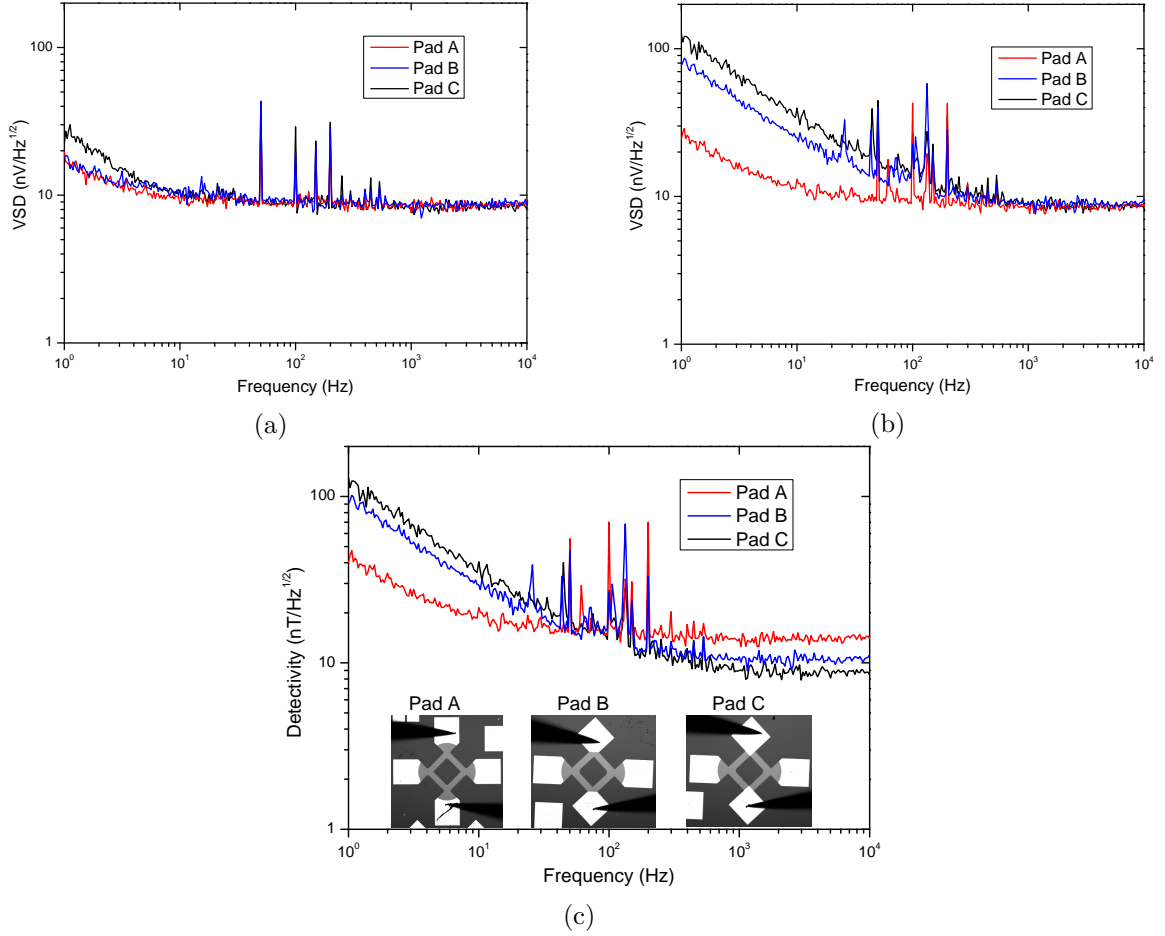 100
10
1
VSD (nV/Hz^1/2)
Pad A
Pad B
Pad C
10^0 10^1 10^2 10^3 10^4
Frequency (Hz)
(a)
100
10
1
VSD (nV/Hz^1/2)
Pad A
Pad B
Pad C
10^0 10^1 10^2 10^3 10^4
Frequency (Hz)
(b)
100
10
1
Detectivity (nT/Hz^1/2)
Pad A
Pad B
Pad C
Pad A Pad B Pad C
10^0 10^1 10^2 10^3 10^4
Frequency (Hz)
(c)